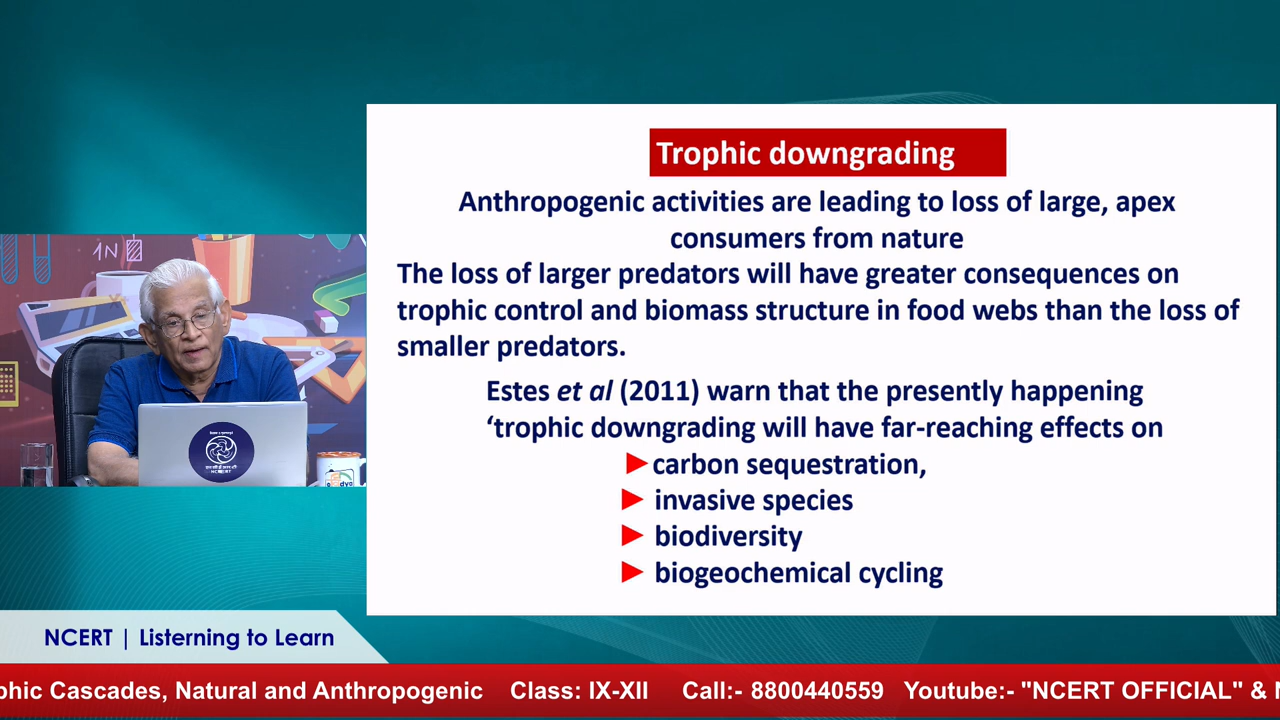 Trophic downgrading
Anthropogenic activities are leading to loss of large, apex
consumers from nature
The loss of larger predators will have greater consequences on
trophic control and biomass structure in food webs than the loss of
smaller predators.
Estes et al (2011) warn that the presently happening
‘trophic downgrading will have far-reaching effects on
carbon sequestration,
invasive species
biodiversity
biogeochemical cycling
NCERT
NCERT | Listerning to Learn
phic Cascades, Natural and Anthropogenic Class: IX-XII Call:- 8800440559 Youtube:- "NCERT OFFICIAL" &